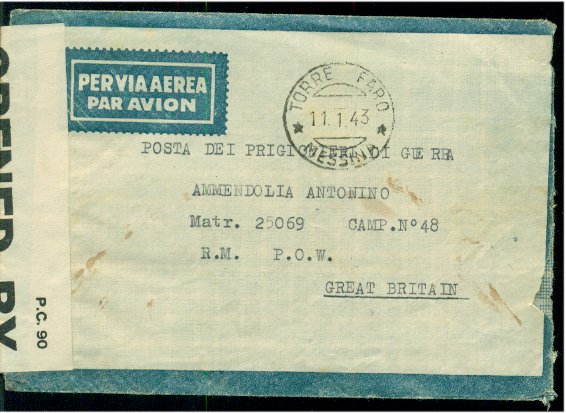 OPENED BY
P.C. 90
PER VIA AEREA
PAR AVION
TORRE FARO
11.1.43
MESSINA
POSTA DEI PRIGIONIERI DI GUERRA
AMMENDOLIA ANTONINO
Matr. 25069 CAMP.N°48
R.M. P.O.W.
GREAT BRITAIN